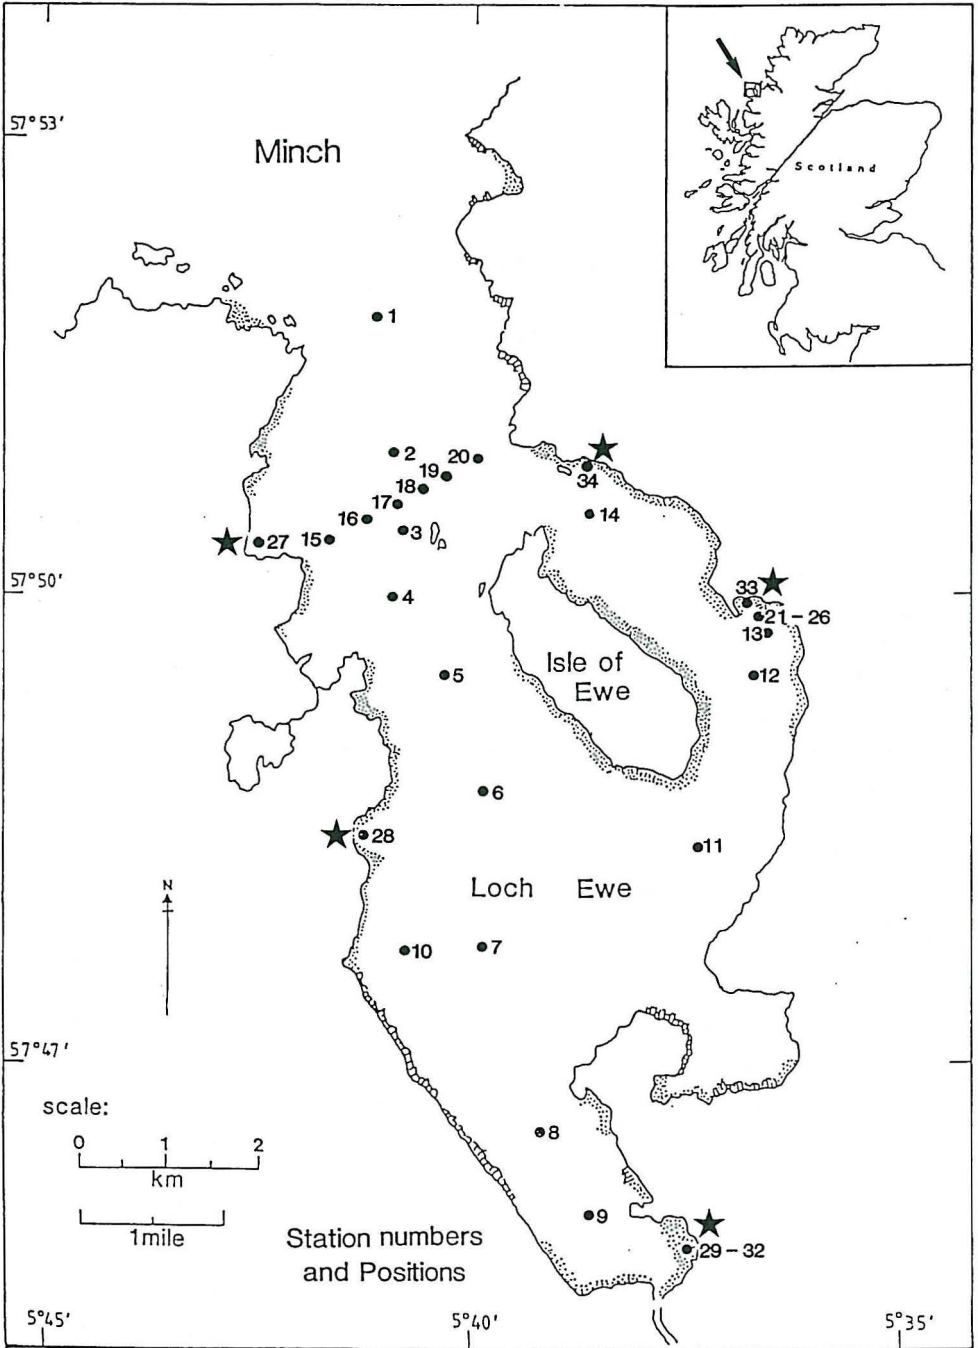 57°53'
Minch
Scotland
1
2
20
19
18
17
16
3
15
27
34
14
57°50'
4
33
21 – 26
13
12
5
Isle of
Ewe
6
28
11
Loch Ewe
N
10
7
57°47'
scale:
0 1 2
km
1mile
8
9
29 – 32
Station numbers
and Positions
5°45'
5°40'
5°35'